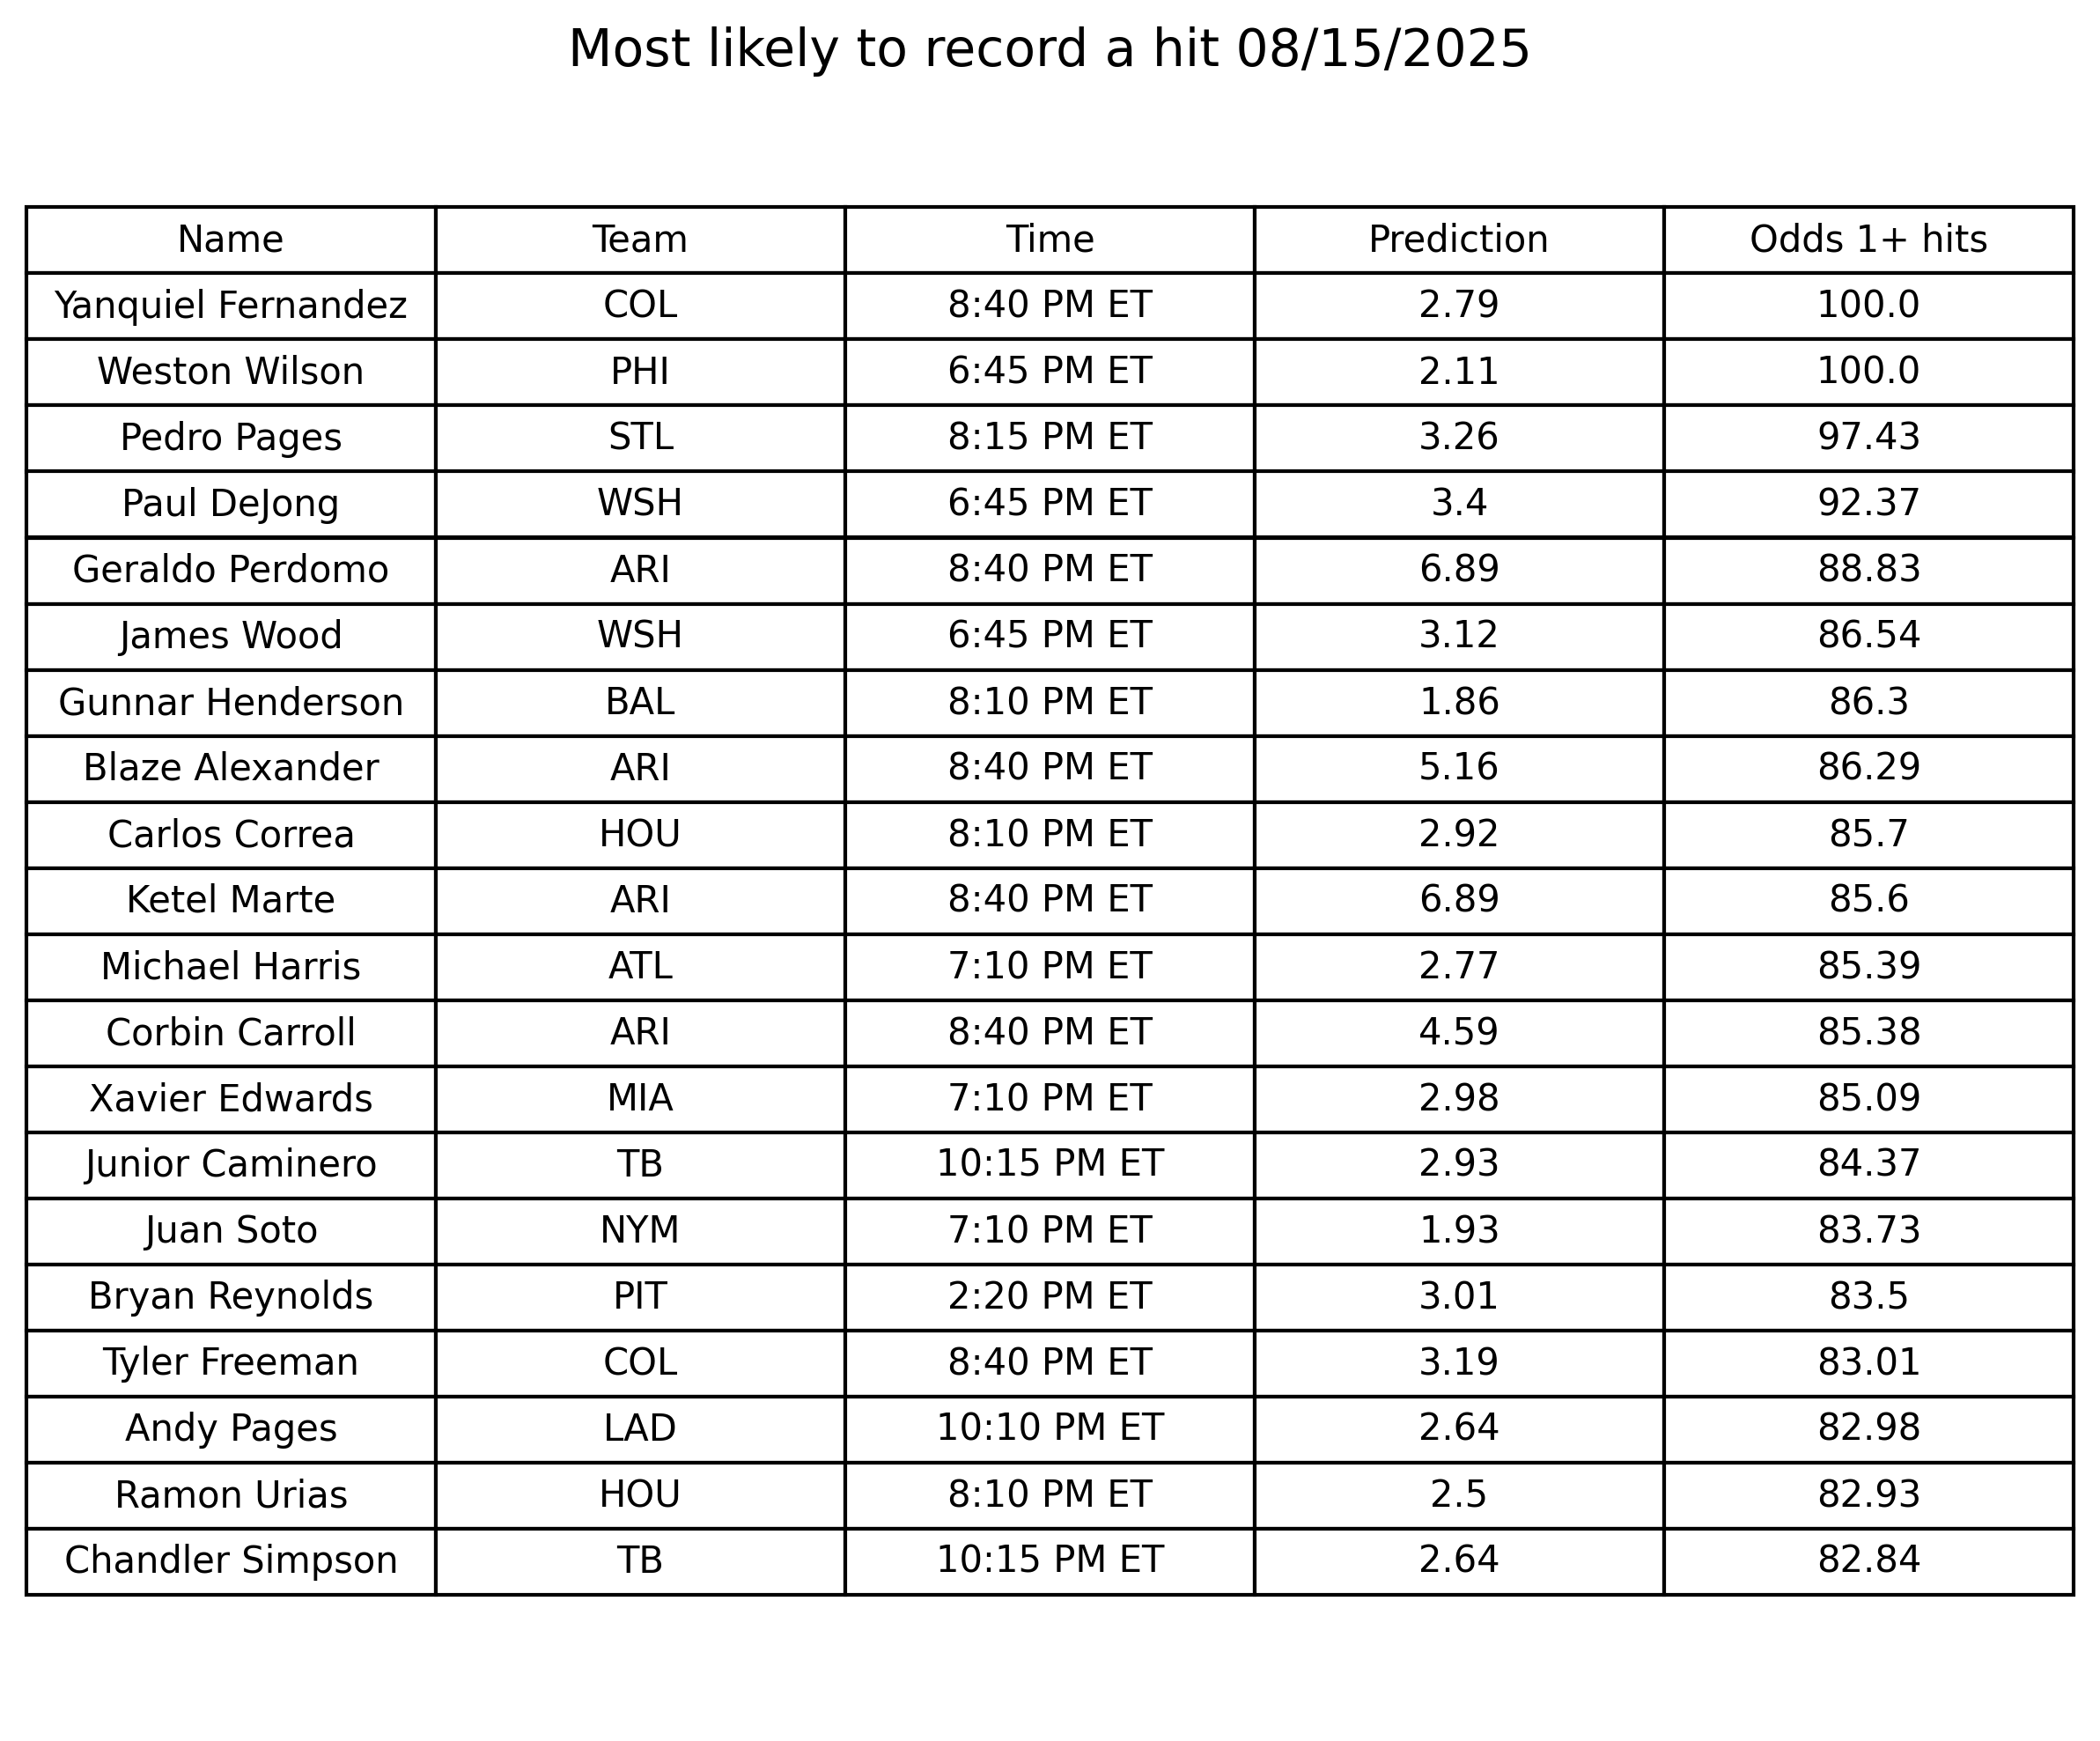 Most likely to record a hit 08/15/2025
Name Team Time Prediction Odds 1+ hits
Yanquiel Fernandez COL 8:40 PM ET 2.79 100.0
Weston Wilson PHI 6:45 PM ET 2.11 100.0
Pedro Pages STL 8:15 PM ET 3.26 97.43
Paul DeJong WSH 6:45 PM ET 3.4 92.37
Geraldo Perdomo ARI 8:40 PM ET 6.89 88.83
James Wood WSH 6:45 PM ET 3.12 86.54
Gunnar Henderson BAL 8:10 PM ET 1.86 86.3
Blaze Alexander ARI 8:40 PM ET 5.16 86.29
Carlos Correa HOU 8:10 PM ET 2.92 85.7
Ketel Marte ARI 8:40 PM ET 6.89 85.6
Michael Harris ATL 7:10 PM ET 2.77 85.39
Corbin Carroll ARI 8:40 PM ET 4.59 85.38
Xavier Edwards MIA 7:10 PM ET 2.98 85.09
Junior Caminero TB 10:15 PM ET 2.93 84.37
Juan Soto NYM 7:10 PM ET 1.93 83.73
Bryan Reynolds PIT 2:20 PM ET 3.01 83.5
Tyler Freeman COL 8:40 PM ET 3.19 83.01
Andy Pages LAD 10:10 PM ET 2.64 82.98
Ramon Urias HOU 8:10 PM ET 2.5 82.93
Chandler Simpson TB 10:15 PM ET 2.64 82.84